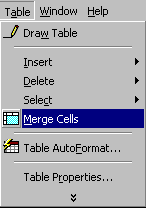 Table Window Help
Draw Table
Insert
Delete
Select
Merge Cells
Table AutoFormat...
Table Properties...